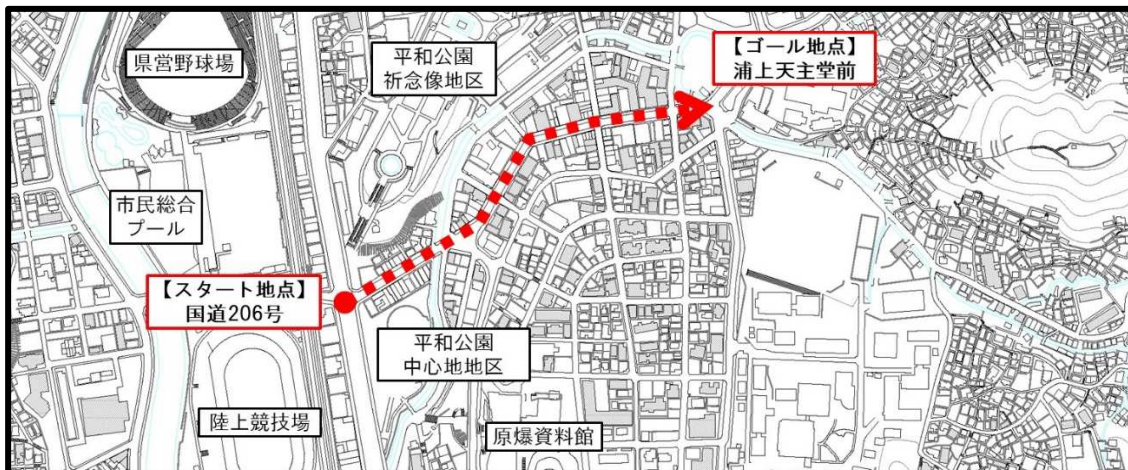 県営野球場
平和公園
祈念像地区
【ゴール地点】
浦上天主堂前
市民総合
プール
【スタート地点】
国道206号
平和公園
中心地地区
陸上競技場
原爆資料館